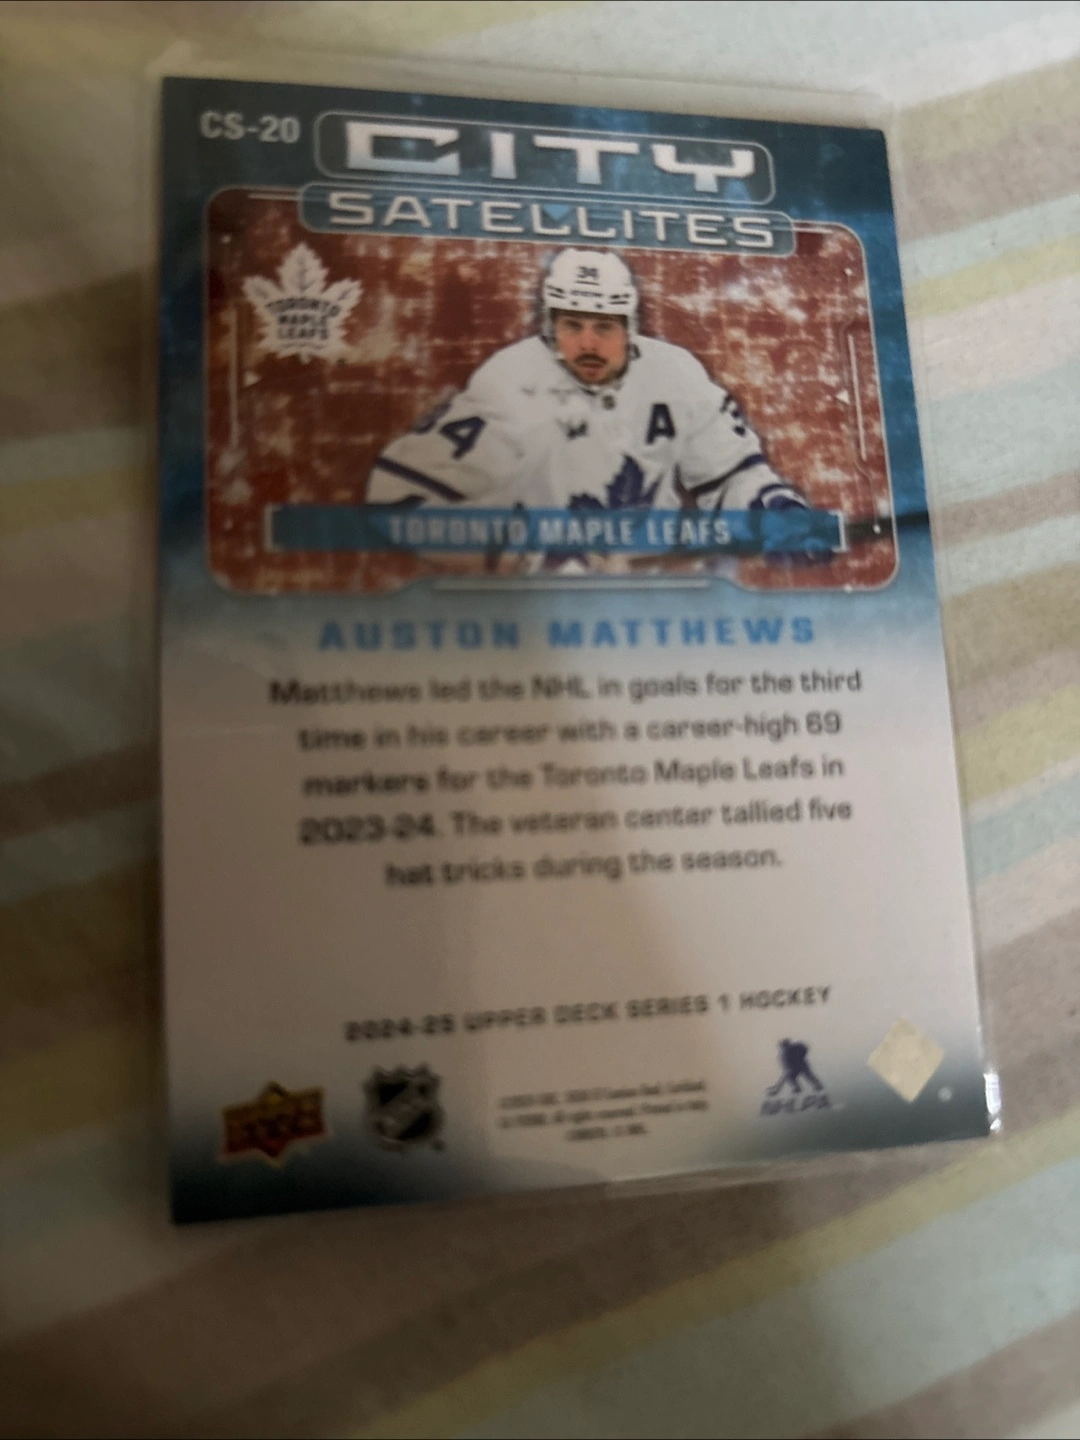 CS-20
CITY
SATELLITES
TORONTO
MAPLE
LEAFS
34
34
A
TORONTO MAPLE LEAFS
AUSTON MATTHEWS
Matthews led the NHL in goals for the third
time in his career with a career-high 69
markers for the Toronto Maple Leafs in
2023-24. The veteran center tallied five
hat tricks during the season.
2024-25 UPPER DECK SERIES 1 HOCKEY
NHLPA